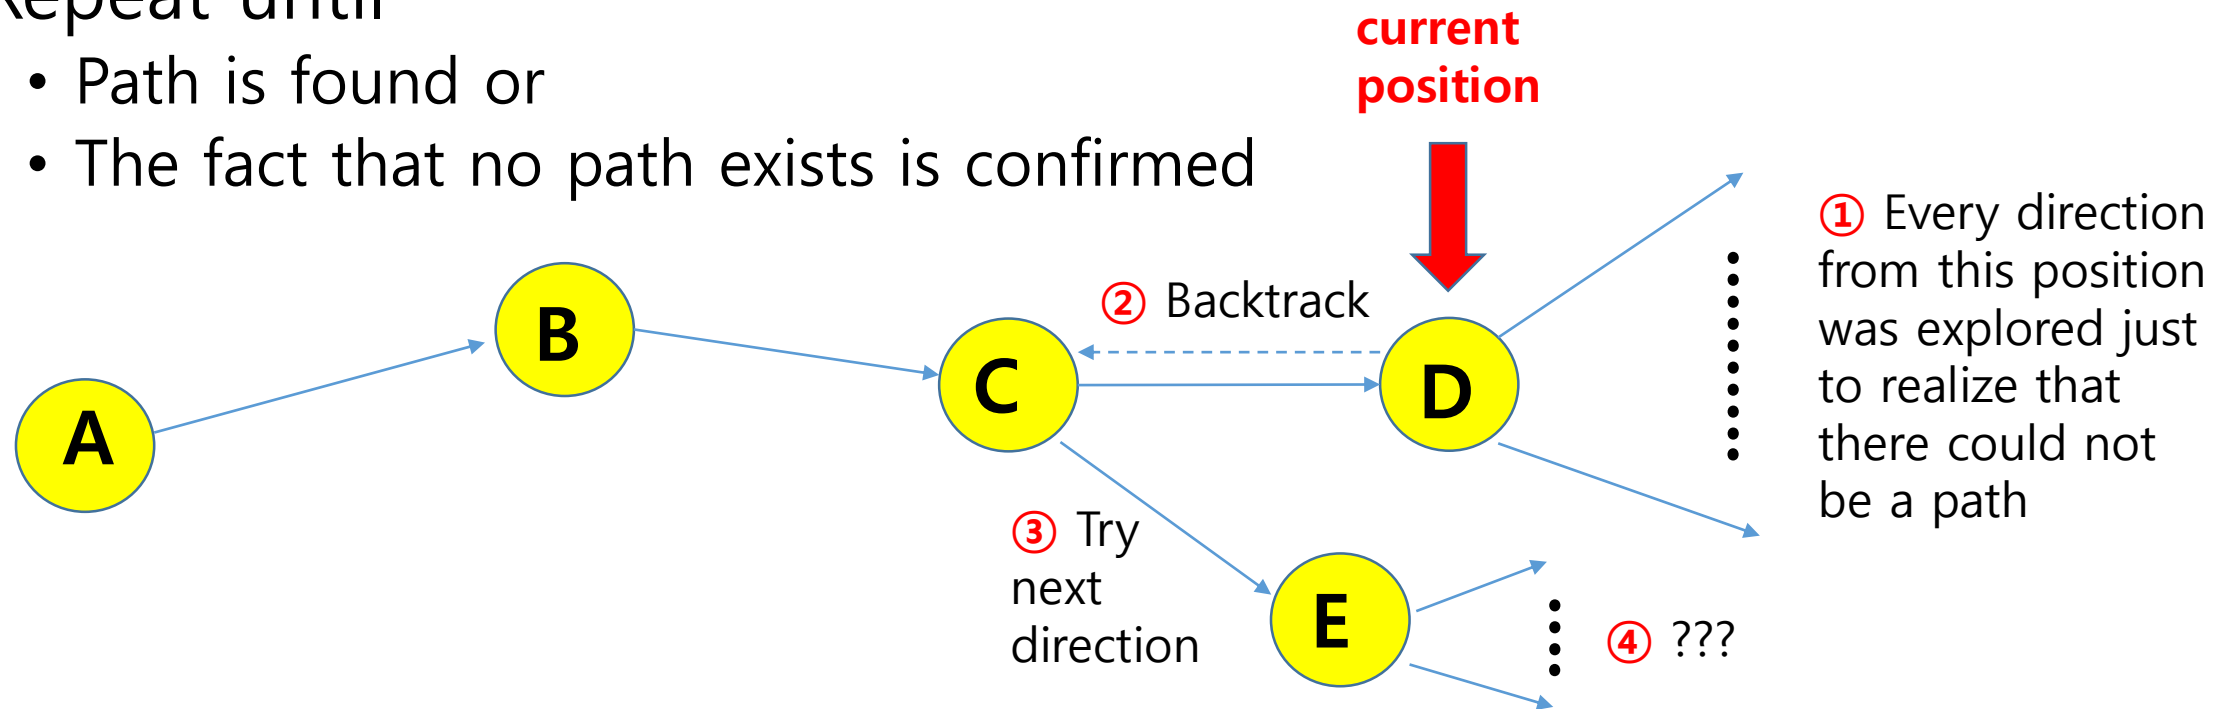 Repeat until
• Path is found or
• The fact that no path exists is confirmed
current
position
① Every direction
from this position
was explored just
to realize that
there could not
be a path
② Backtrack
A
B
C
D
③ Try
next
direction
E
④ ???